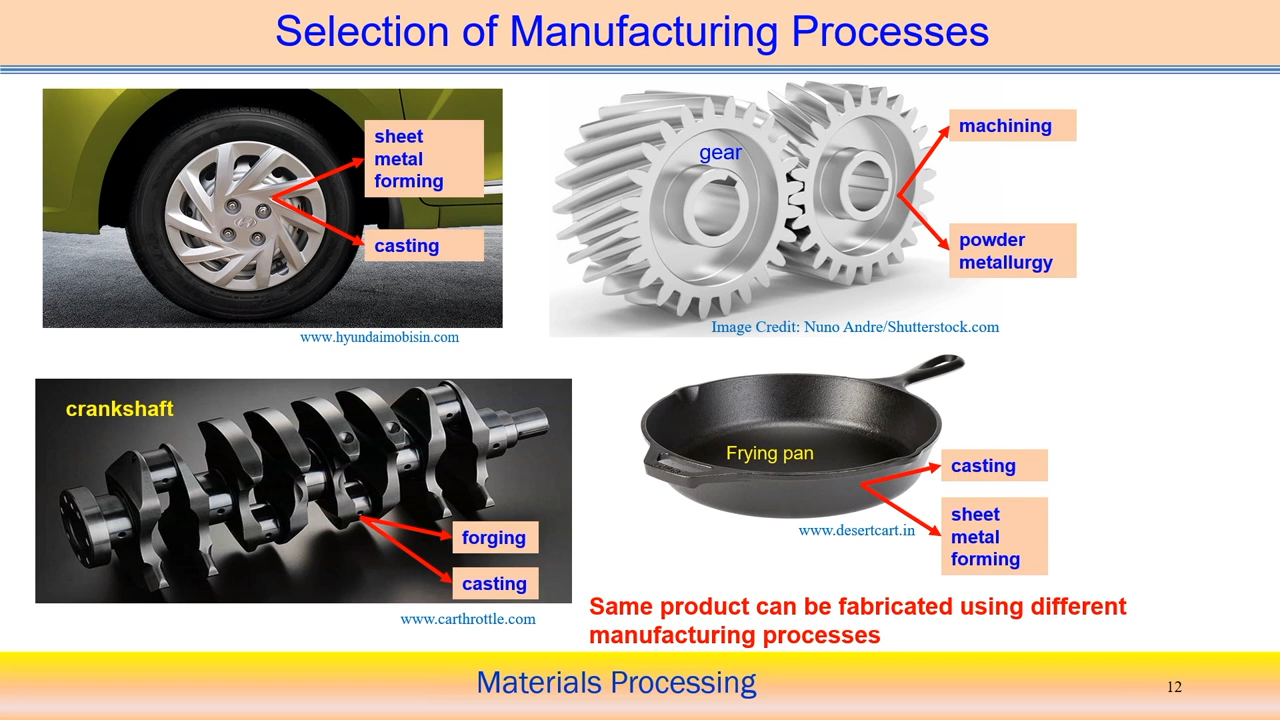 Selection of Manufacturing Processes
sheet
metal
forming
casting
www.hyundaimobisin.com
gear
machining
powder
metallurgy
Image Credit: Nuno Andre/Shutterstock.com
crankshaft
forging
casting
www.carthrottle.com
Frying pan
casting
sheet
metal
forming
www.desertcart.in
Same product can be fabricated using different
manufacturing processes
Materials Processing
12